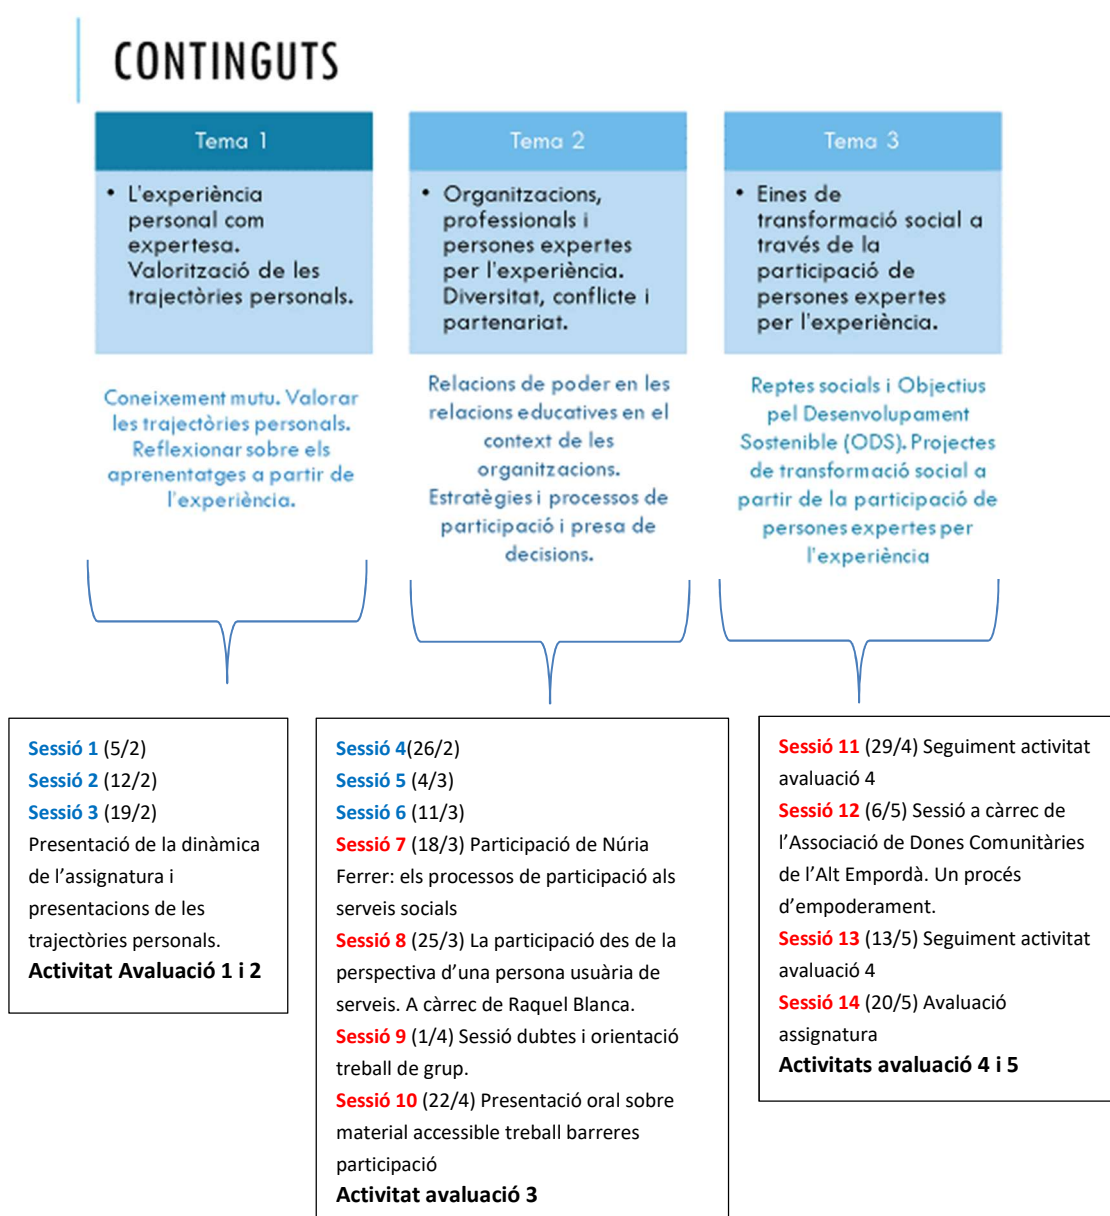 CONTINGUTS
Tema 1
• L'experiència
personal com
expertesa.
Valorització de les
trajectòries personals.
Tema 2
• Organitzacions,
professionals i
persones expertes
per l'experiència.
Diversitat, conflicte i
partenariat.
Tema 3
• Eines de
transformació social a
través de la
participació de
persones expertes
per l'experiència.
Coneixement mutu. Valorar
les trajectòries personals.
Reflexionar sobre els
aprenentatges a partir de
l'experiència.
Relacions de poder en les
relacions educatives en el
context de les
organitzacions.
Estratègies i processos de
participació i presa de
decisions.
Reptes socials i Objectius
pel Desenvolupament
Sostenible (ODS). Projectes
de transformació social a
partir de la participació de
persones expertes per
l'experiència
Sessió 1 (5/2)
Sessió 2 (12/2)
Sessió 3 (19/2)
Presentació de la dinàmica
de l'assignatura i
presentacions de les
trajectòries personals.
Activitat Avaluació 1 i 2
Sessió 4(26/2)
Sessió 5 (4/3)
Sessió 6 (11/3)
Sessió 7 (18/3) Participació de Núria
Ferrer: els processos de participació als
serveis socials
Sessió 8 (25/3) La participació des de la
perspectiva d'una persona usuària de
serveis. A càrrec de Raquel Blanca.
Sessió 9 (1/4) Sessió dubtes i orientació
treball de grup.
Sessió 10 (22/4) Presentació oral sobre
material accessible treball barreres
participació
Activitat avaluació 3
Sessió 11 (29/4) Seguiment activitat
avaluació 4
Sessió 12 (6/5) Sessió a càrrec de
l'Associació de Dones Comunitàries
de l'Alt Empordà. Un procés
d'empoderament.
Sessió 13 (13/5) Seguiment activitat
avaluació 4
Sessió 14 (20/5) Avaluació
assignatura
Activitats avaluació 4 i 5